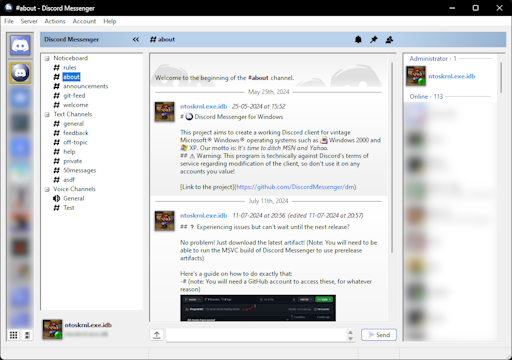 #about - Discord Messenger
File Server Actions Account Help
Discord Messenger
# about
Noticeboard
# rules
# about
# announcements
# git-feed
# welcome
Text Channels
# general
# feedback
# off-topic
# help
# private
# 50messages
# asdf
Voice Channels
General
# Test
ntoskrnl.exe.idb
Welcome to the beginning of the #about channel.
May 25th, 2024
ntoskrnl.exe.idb 25-05-2024 at 15:52
# Discord Messenger for Windows
This project aims to create a working Discord client for vintage
Microsoft® Windows® operating systems such as Windows 2000 and
XP. Our motto is It's time to ditch MSN and Yahoo.
## ⚠ Warning: This program is technically against Discord's terms of
service regarding modification of the client, so don't use it on any
accounts you value!
[Link to the project](https://github.com/DiscordMessenger/dm)
July 11th, 2024
ntoskrnl.exe.idb 11-07-2024 at 20:56 (edited 11-07-2024 at 20:57)
## ? Experiencing issues but can't wait until the next release?
No problem! Just download the latest artifact! (Note: You will need to be
able to run the MSVC build of Discord Messenger to use prerelease
artifacts)
Here's a guide on how to do exactly that:
-# (note: You will need a GitHub account to access these, for whatever
reason)
Send
Administrator - 1
ntoskrnl.exe.idb
Online - 113